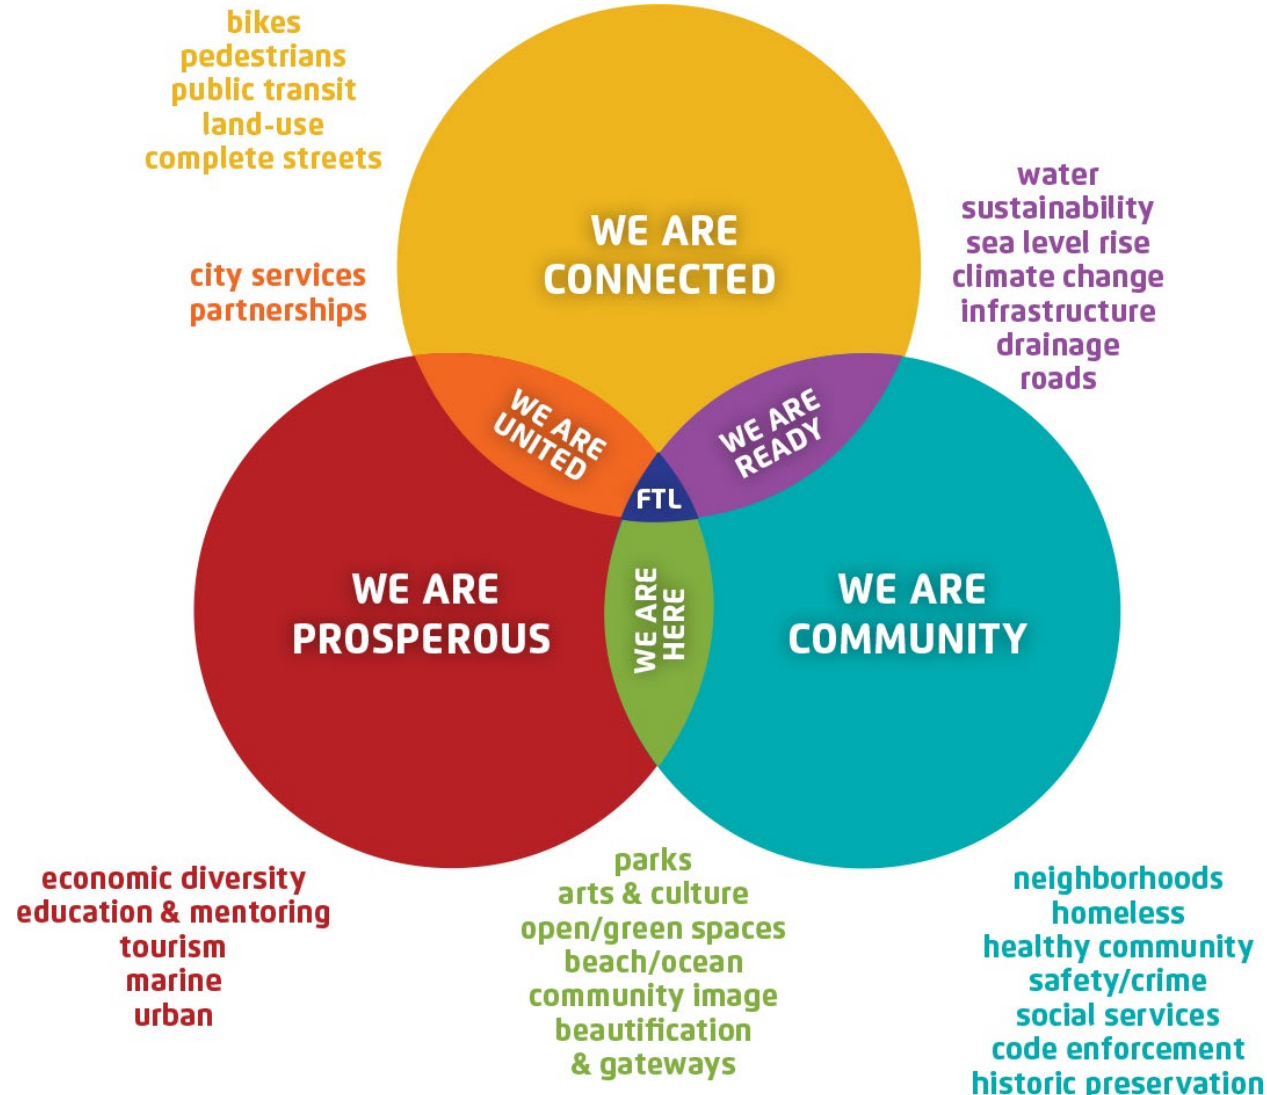 bikes
pedestrians
public transit
land-use
complete streets
WE ARE
CONNECTED
water
sustainability
sea level rise
climate change
infrastructure
drainage
roads
city services
partnerships
WE ARE
UNITED
WE ARE
READY
FTL
WE ARE
PROSPEROUS
WE ARE
HERE
WE ARE
COMMUNITY
economic diversity
education & mentoring
tourism
marine
urban
parks
arts & culture
open/green spaces
beach/ocean
community image
beautification
& gateways
neighborhoods
homeless
healthy community
safety/crime
social services
code enforcement
historic preservation